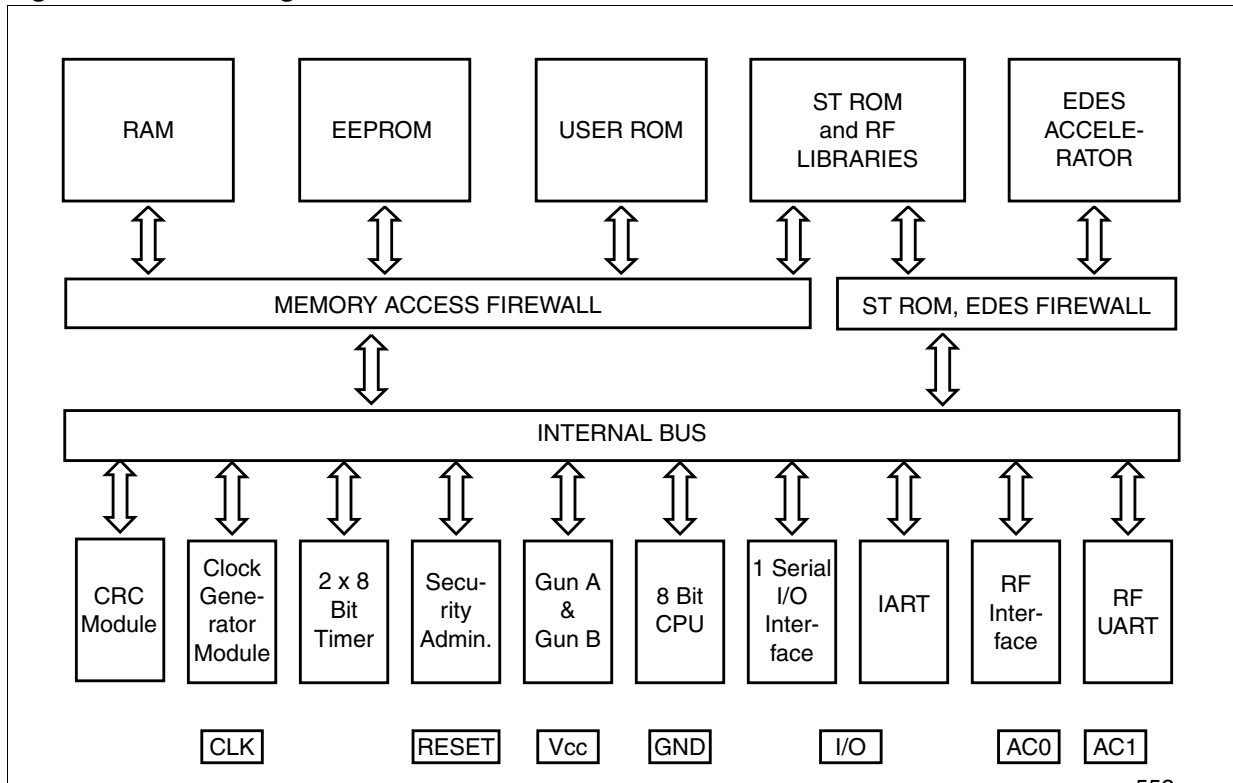 RAM
EEPROM
USER ROM
ST ROM
and RF
LIBRARIES
EDES
ACCELE-
RATOR
MEMORY ACCESS FIREWALL
ST ROM, EDES FIREWALL
INTERNAL BUS
CRC
Module
Clock
Gene-
rator
Module
2 x 8
Bit
Timer
Secu-
rity
Admin.
Gun A
&
Gun B
8 Bit
CPU
1 Serial
I/O
Inter-
face
IART
RF
Inter-
face
RF
UART
CLK
RESET
Vcc
GND
I/O
AC0
AC1